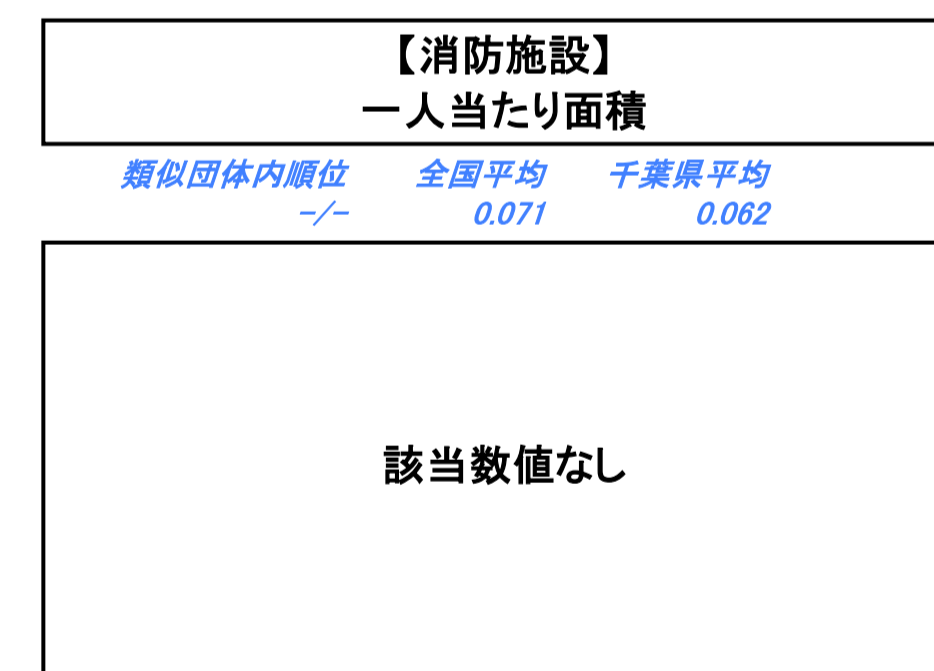 【消防施設】
一人当たり面積
類似団体内順位 全国平均 千葉県平均
-/- 0.071 0.062
該当数値なし